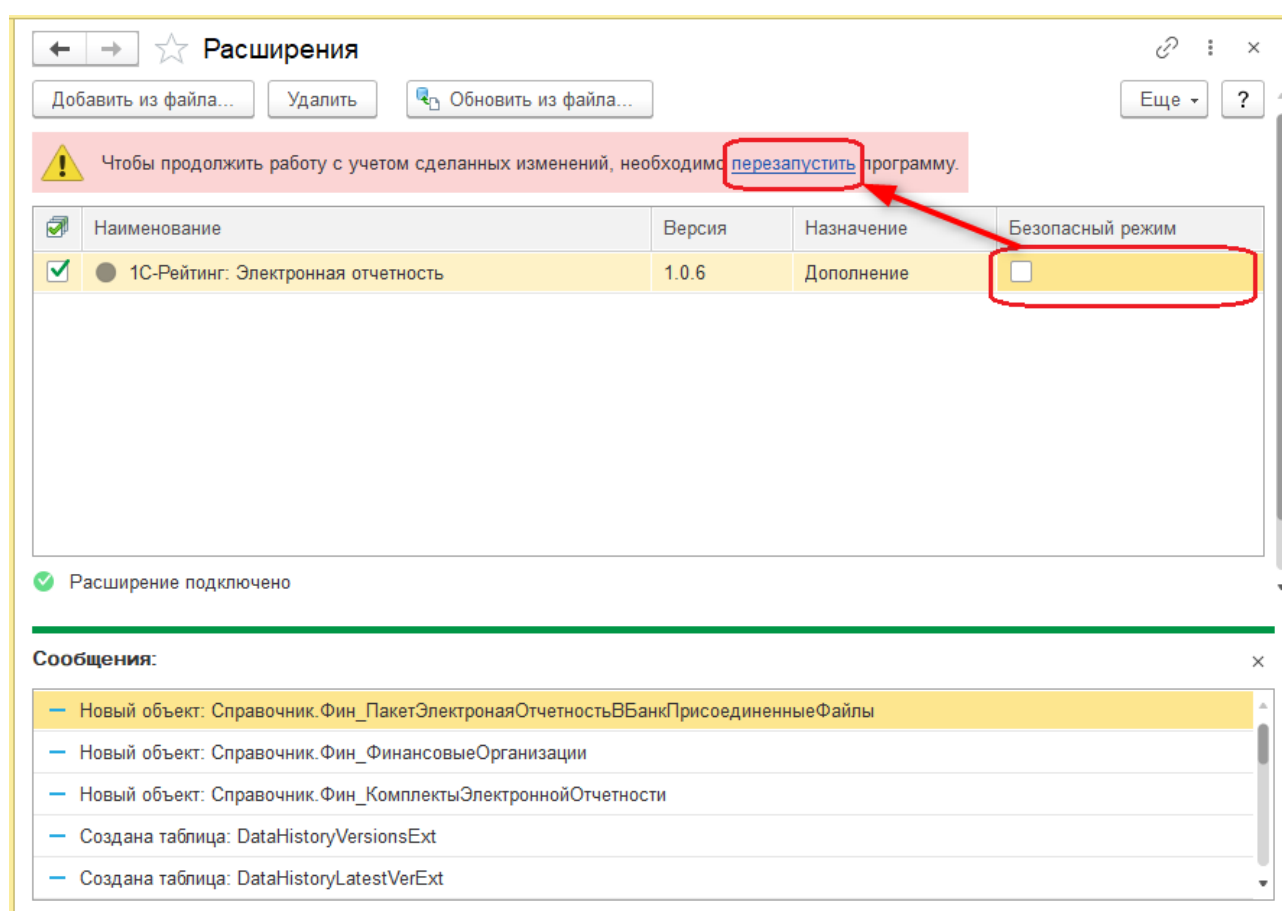 Расширения
Добавить из файла... Удалить Обновить из файла... Еще ?
Чтобы продолжить работу с учетом сделанных изменений, необходимо перезапустить программу.
Наименование Версия Назначение Безопасный режим
1С-Рейтинг: Электронная отчетность 1.0.6 Дополнение
Расширение подключено
Сообщения:
Новый объект: Справочник.Фин_ПакетЭлектронаяОтчетностьВБанкПрисоединенныеФайлы
Новый объект: Справочник.Фин_ФинансовыеОрганизации
Новый объект: Справочник.Фин_КомплектыЭлектроннойОтчетности
Создана таблица: DataHistoryVersionsExt
Создана таблица: DataHistoryLatestVerExt